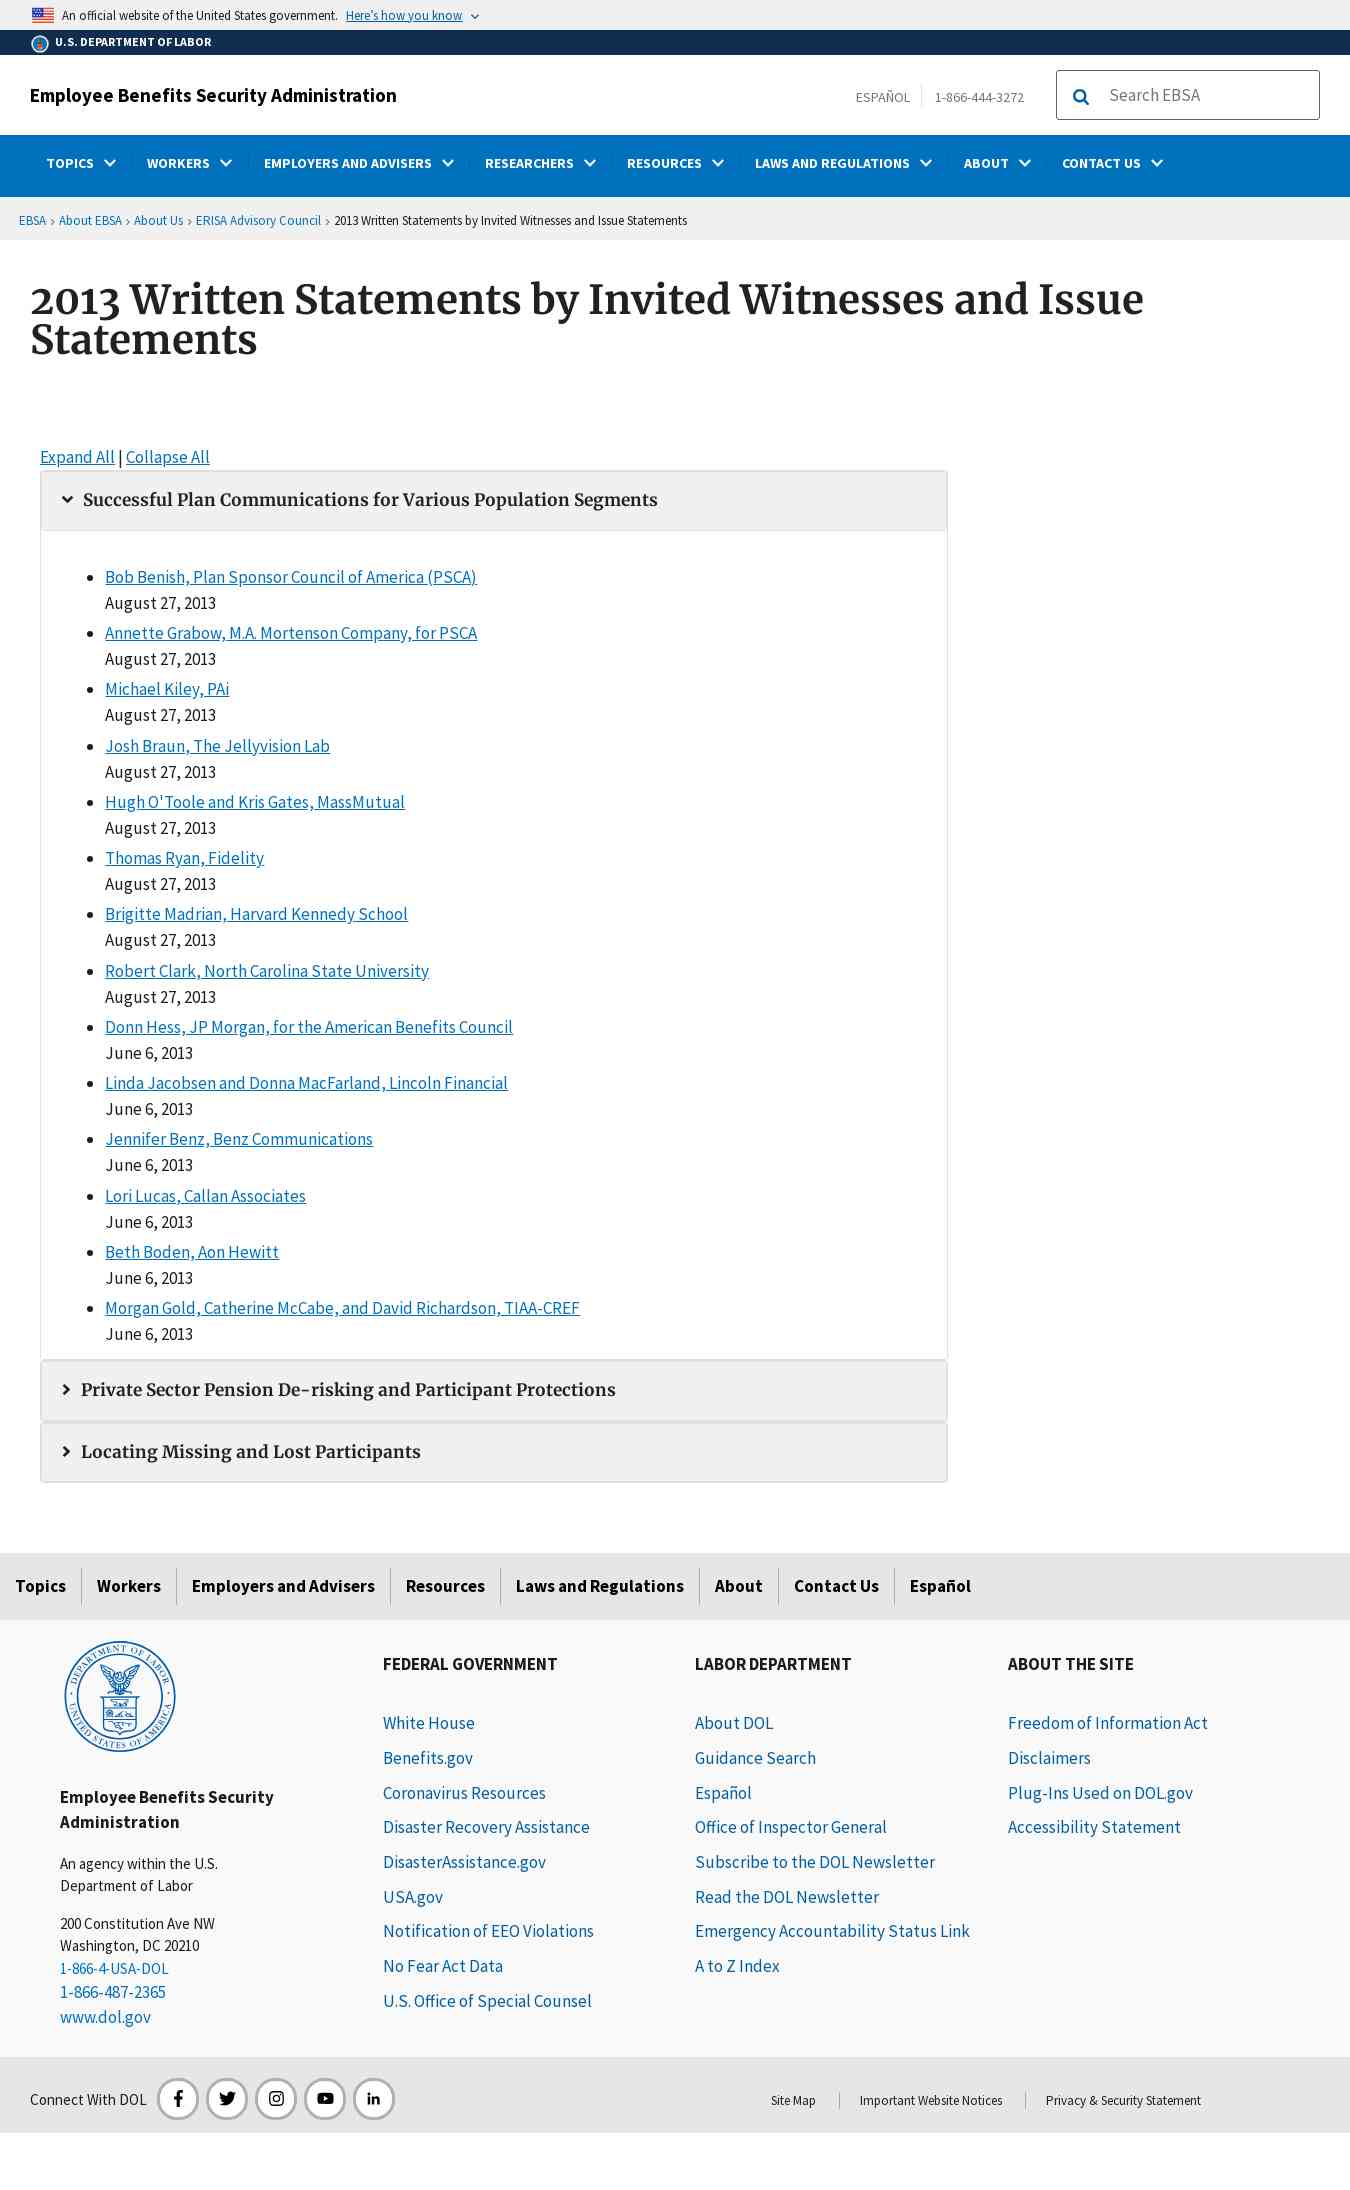 An official website of the United States government. Here's how you know
U.S. DEPARTMENT OF LABOR
Employee Benefits Security Administration
ESPAÑOL 1-866-444-3272 Search EBSA
TOPICS WORKERS EMPLOYERS AND ADVISERS RESEARCHERS RESOURCES LAWS AND REGULATIONS ABOUT CONTACT US
EBSA › About EBSA › About Us › ERISA Advisory Council › 2013 Written Statements by Invited Witnesses and Issue Statements
2013 Written Statements by Invited Witnesses and Issue
Statements
Expand All | Collapse All
Successful Plan Communications for Various Population Segments
• Bob Benish, Plan Sponsor Council of America (PSCA)
August 27, 2013
• Annette Grabow, M.A. Mortenson Company, for PSCA
August 27, 2013
• Michael Kiley, PAi
August 27, 2013
• Josh Braun, The Jellyvision Lab
August 27, 2013
• Hugh O'Toole and Kris Gates, MassMutual
August 27, 2013
• Thomas Ryan, Fidelity
August 27, 2013
• Brigitte Madrian, Harvard Kennedy School
August 27, 2013
• Robert Clark, North Carolina State University
August 27, 2013
• Donn Hess, JP Morgan, for the American Benefits Council
June 6, 2013
• Linda Jacobsen and Donna MacFarland, Lincoln Financial
June 6, 2013
• Jennifer Benz, Benz Communications
June 6, 2013
• Lori Lucas, Callan Associates
June 6, 2013
• Beth Boden, Aon Hewitt
June 6, 2013
• Morgan Gold, Catherine McCabe, and David Richardson, TIAA-CREF
June 6, 2013
Private Sector Pension De-risking and Participant Protections
Locating Missing and Lost Participants
Topics Workers Employers and Advisers Resources Laws and Regulations About Contact Us Español
DEPARTMENT OF LABOR
UNITED STATES OF AMERICA
Employee Benefits Security
Administration
An agency within the U.S.
Department of Labor
200 Constitution Ave NW
Washington, DC 20210
1-866-4-USA-DOL
1-866-487-2365
www.dol.gov
FEDERAL GOVERNMENT
White House
Benefits.gov
Coronavirus Resources
Disaster Recovery Assistance
DisasterAssistance.gov
USA.gov
Notification of EEO Violations
No Fear Act Data
U.S. Office of Special Counsel
LABOR DEPARTMENT
About DOL
Guidance Search
Español
Office of Inspector General
Subscribe to the DOL Newsletter
Read the DOL Newsletter
Emergency Accountability Status Link
A to Z Index
ABOUT THE SITE
Freedom of Information Act
Disclaimers
Plug-Ins Used on DOL.gov
Accessibility Statement
Connect With DOL
Site Map Important Website Notices Privacy & Security Statement